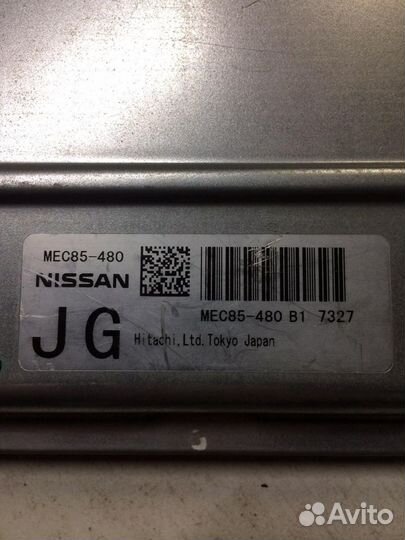 MEC85-480
NISSAN
MEC85-480 B1 7327
JG
Hitachi,Ltd.Tokyo Japan
Avito